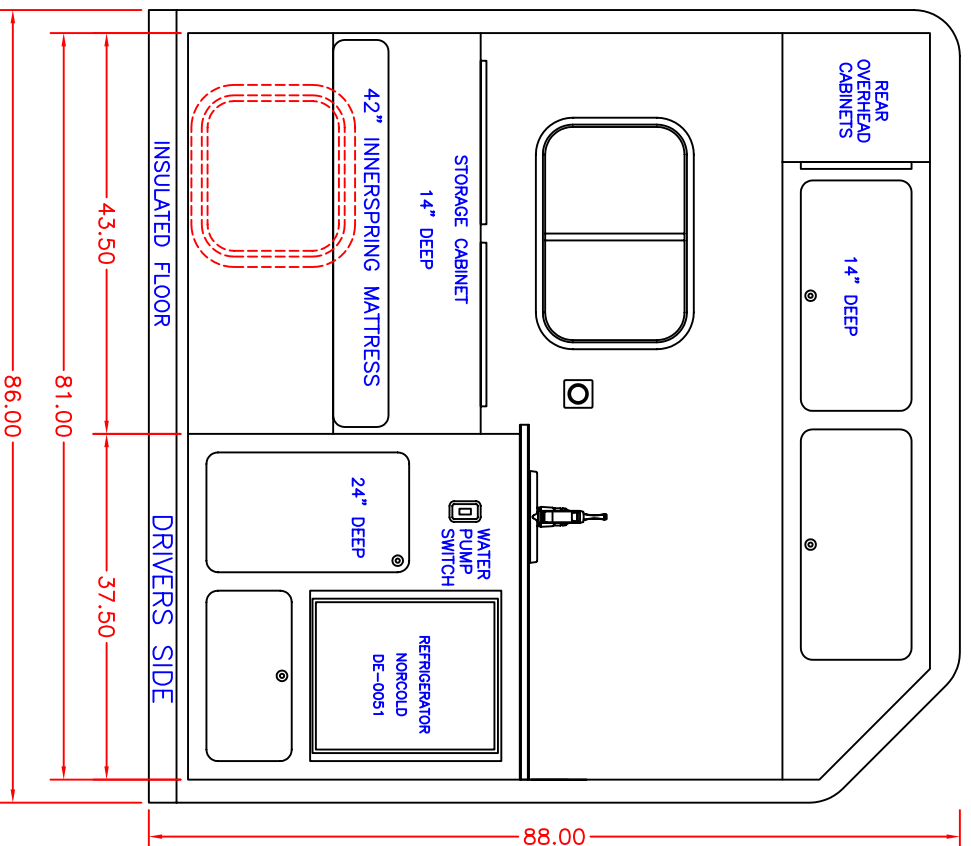 REAR
OVERHEAD
CABINETS
14" DEEP
STORAGE CABINET
14" DEEP
42" INNERSPRING MATTRESS
WATER
PUMP
SWITCH
24" DEEP
REFRIGERATOR
NORCOLD
DE-0051
INSULATED FLOOR
DRIVERS SIDE
43.50
37.50
81.00
86.00
88.00